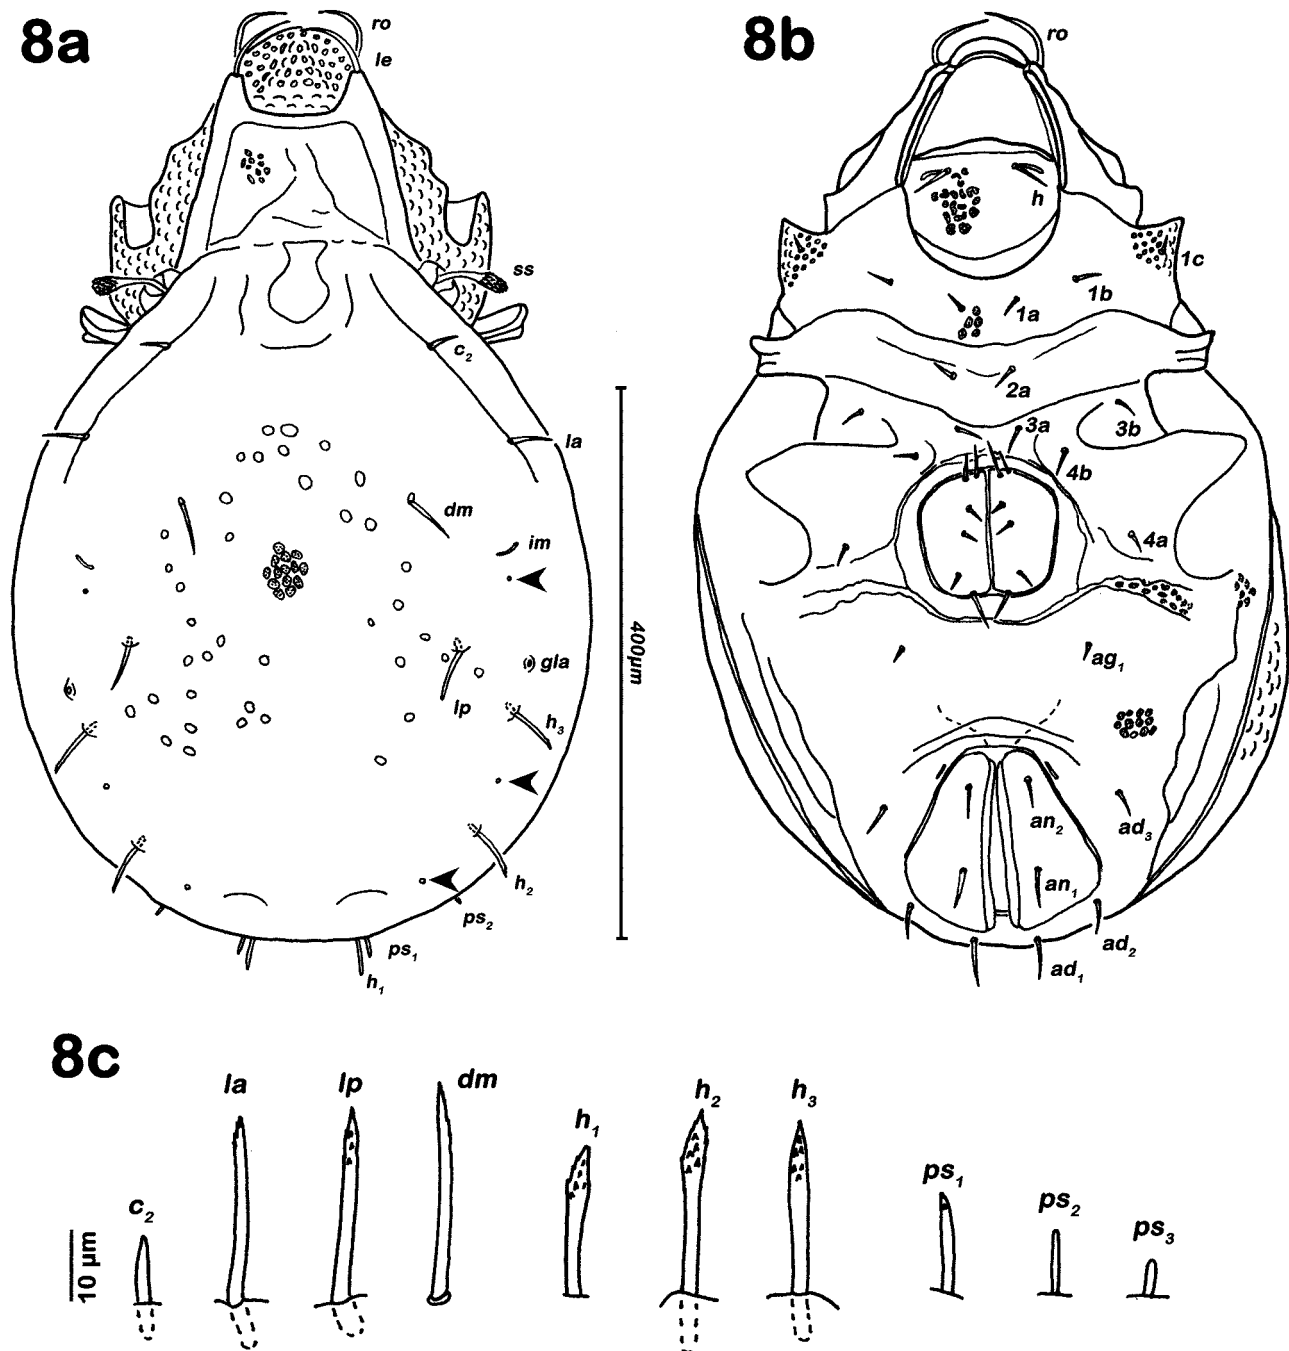 8a
ro
le
ss
c₂
la
dm
im
gla
lp
h₃
h₂
ps₂
ps₁
h₁
400µm
8b
ro
h
1c
1b
1a
2a
3a
3b
4b
4a
ag₁
an₂
ad₃
an₁
ad₂
ad₁
8c
c₂
la
lp
dm
h₁
h₂
h₃
ps₁
ps₂
ps₃
10 µm